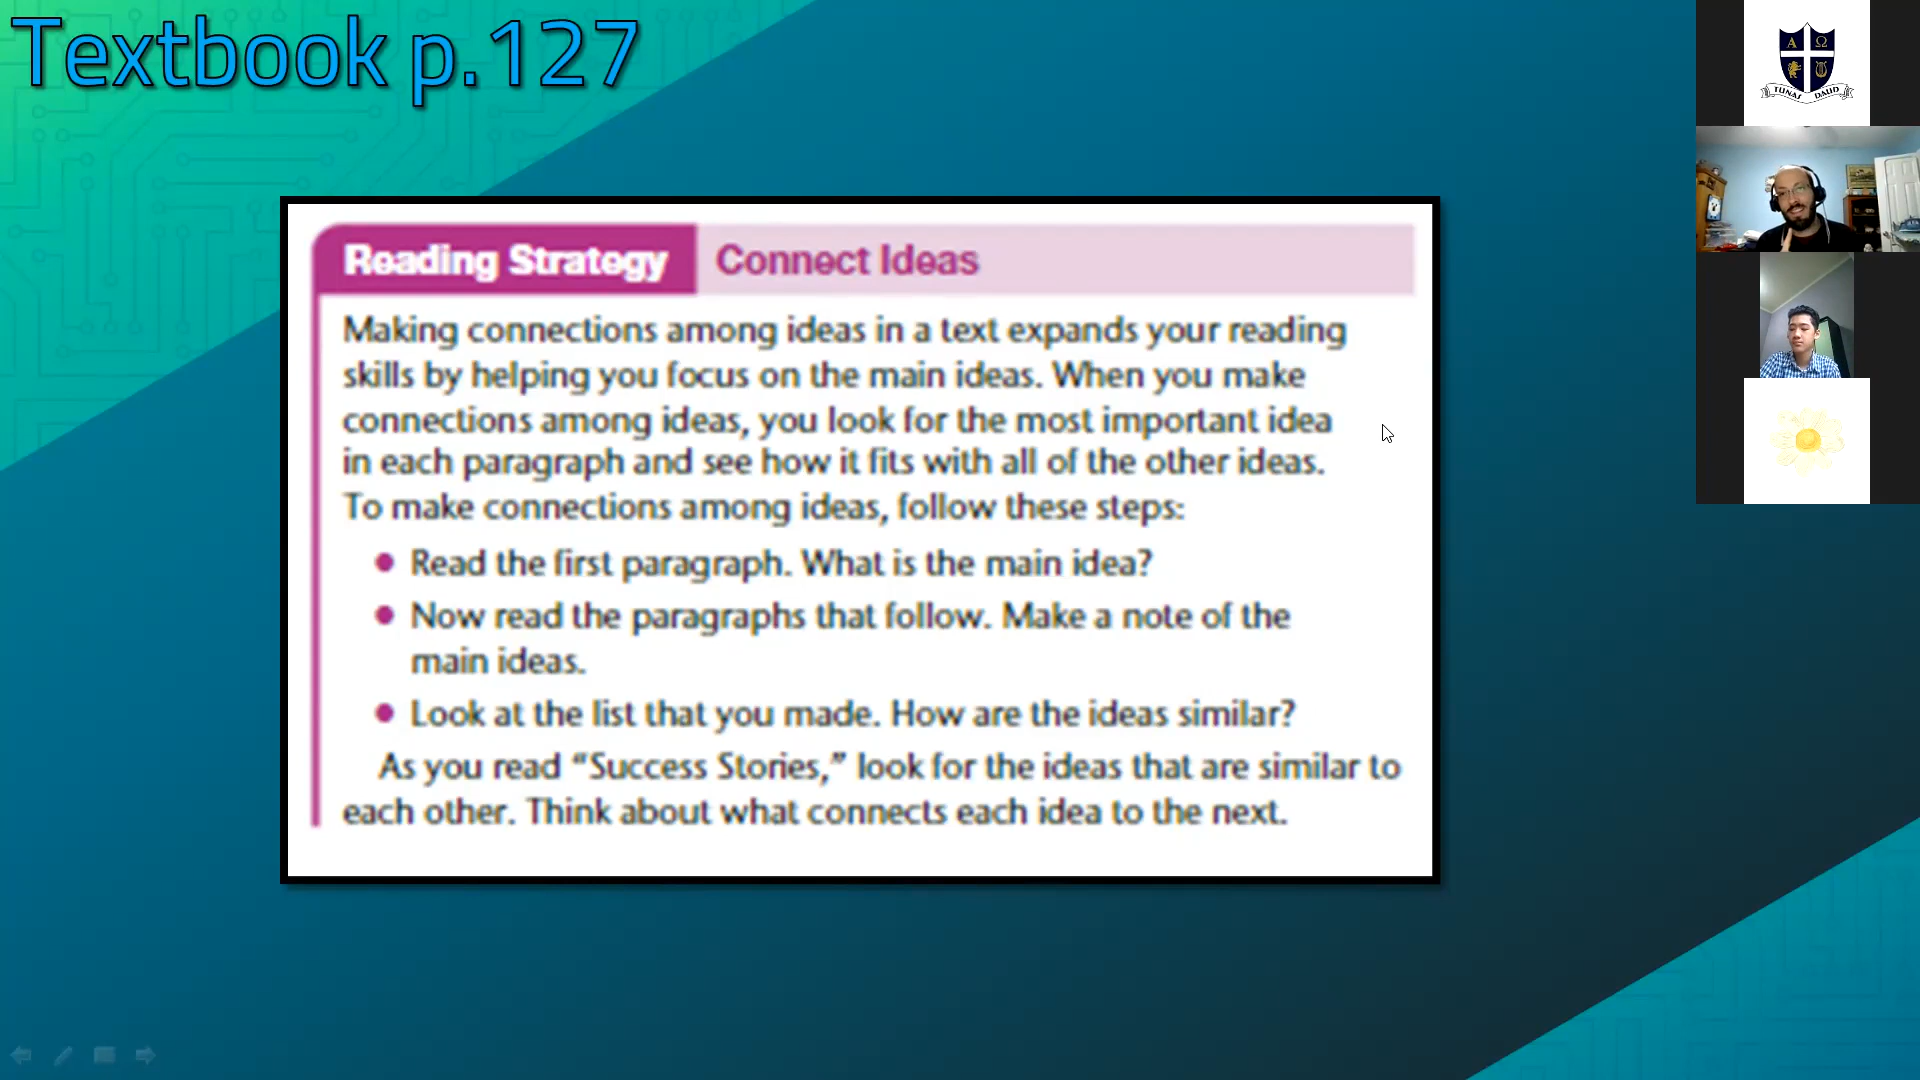 Textbook p.127
Reading Strategy Connect Ideas
Making connections among ideas in a text expands your reading
skills by helping you focus on the main ideas. When you make
connections among ideas, you look for the most important idea
in each paragraph and see how it fits with all of the other ideas.
To make connections among ideas, follow these steps:
● Read the first paragraph. What is the main idea?
● Now read the paragraphs that follow. Make a note of the
main ideas.
● Look at the list that you made. How are the ideas similar?
As you read “Success Stories,” look for the ideas that are similar to
each other. Think about what connects each idea to the next.
Α Ω
TUNAS DAUD